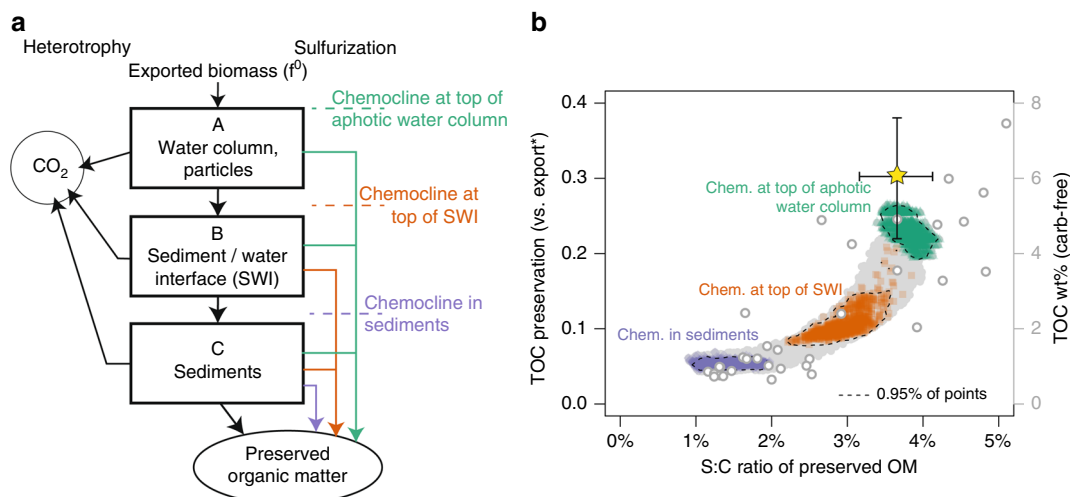 a
Heterotrophy
Sulfurization
Exported biomass (f⁰)
Chemocline at top of
aphotic water column
A
Water column,
particles
CO₂
Chemocline at
top of SWI
B
Sediment / water
interface (SWI)
Chemocline in
sediments
C
Sediments
Preserved
organic matter
b
TOC preservation (vs. export*)
0.4
0.3
0.2
0.1
0.0
Chem. at top of aphotic
water column
Chem. at top of SWI
Chem. in sediments
0.95% of points
8
6
4
2
0
TOC wt% (carb-free)
0%
1%
2%
3%
4%
5%
S:C ratio of preserved OM